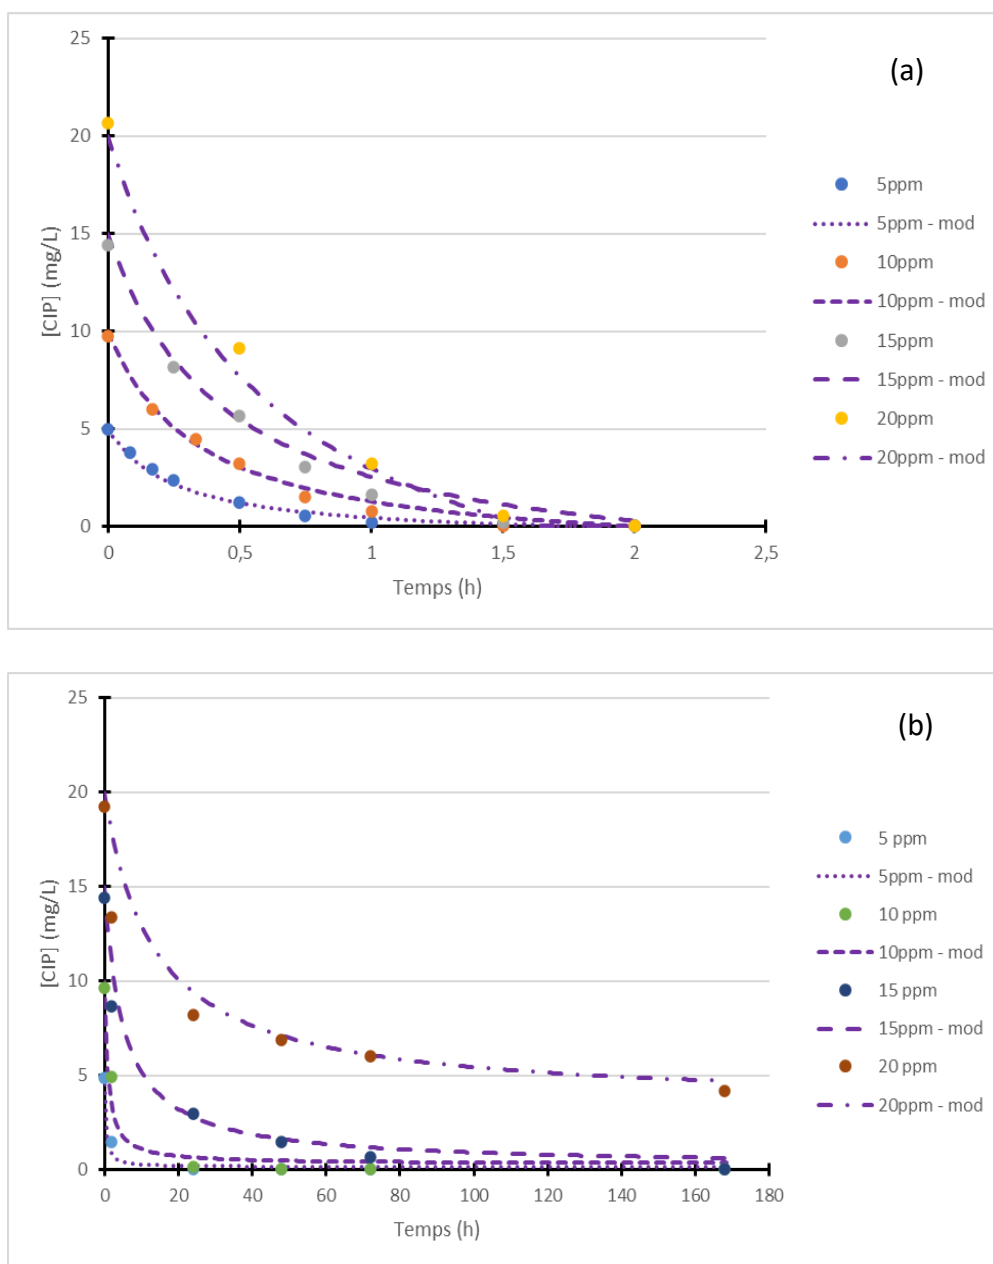 (a)
25
20
15
10
5
0
[CIP] (mg/L)
0 0,5 1 1,5 2 2,5
Temps (h)
5ppm
5ppm - mod
10ppm
10ppm - mod
15ppm
15ppm - mod
20ppm
20ppm - mod
(b)
25
20
15
10
5
0
[CIP] (mg/L)
0 20 40 60 80 100 120 140 160 180
Temps (h)
5 ppm
5ppm - mod
10 ppm
10ppm - mod
15 ppm
15ppm - mod
20 ppm
20ppm - mod